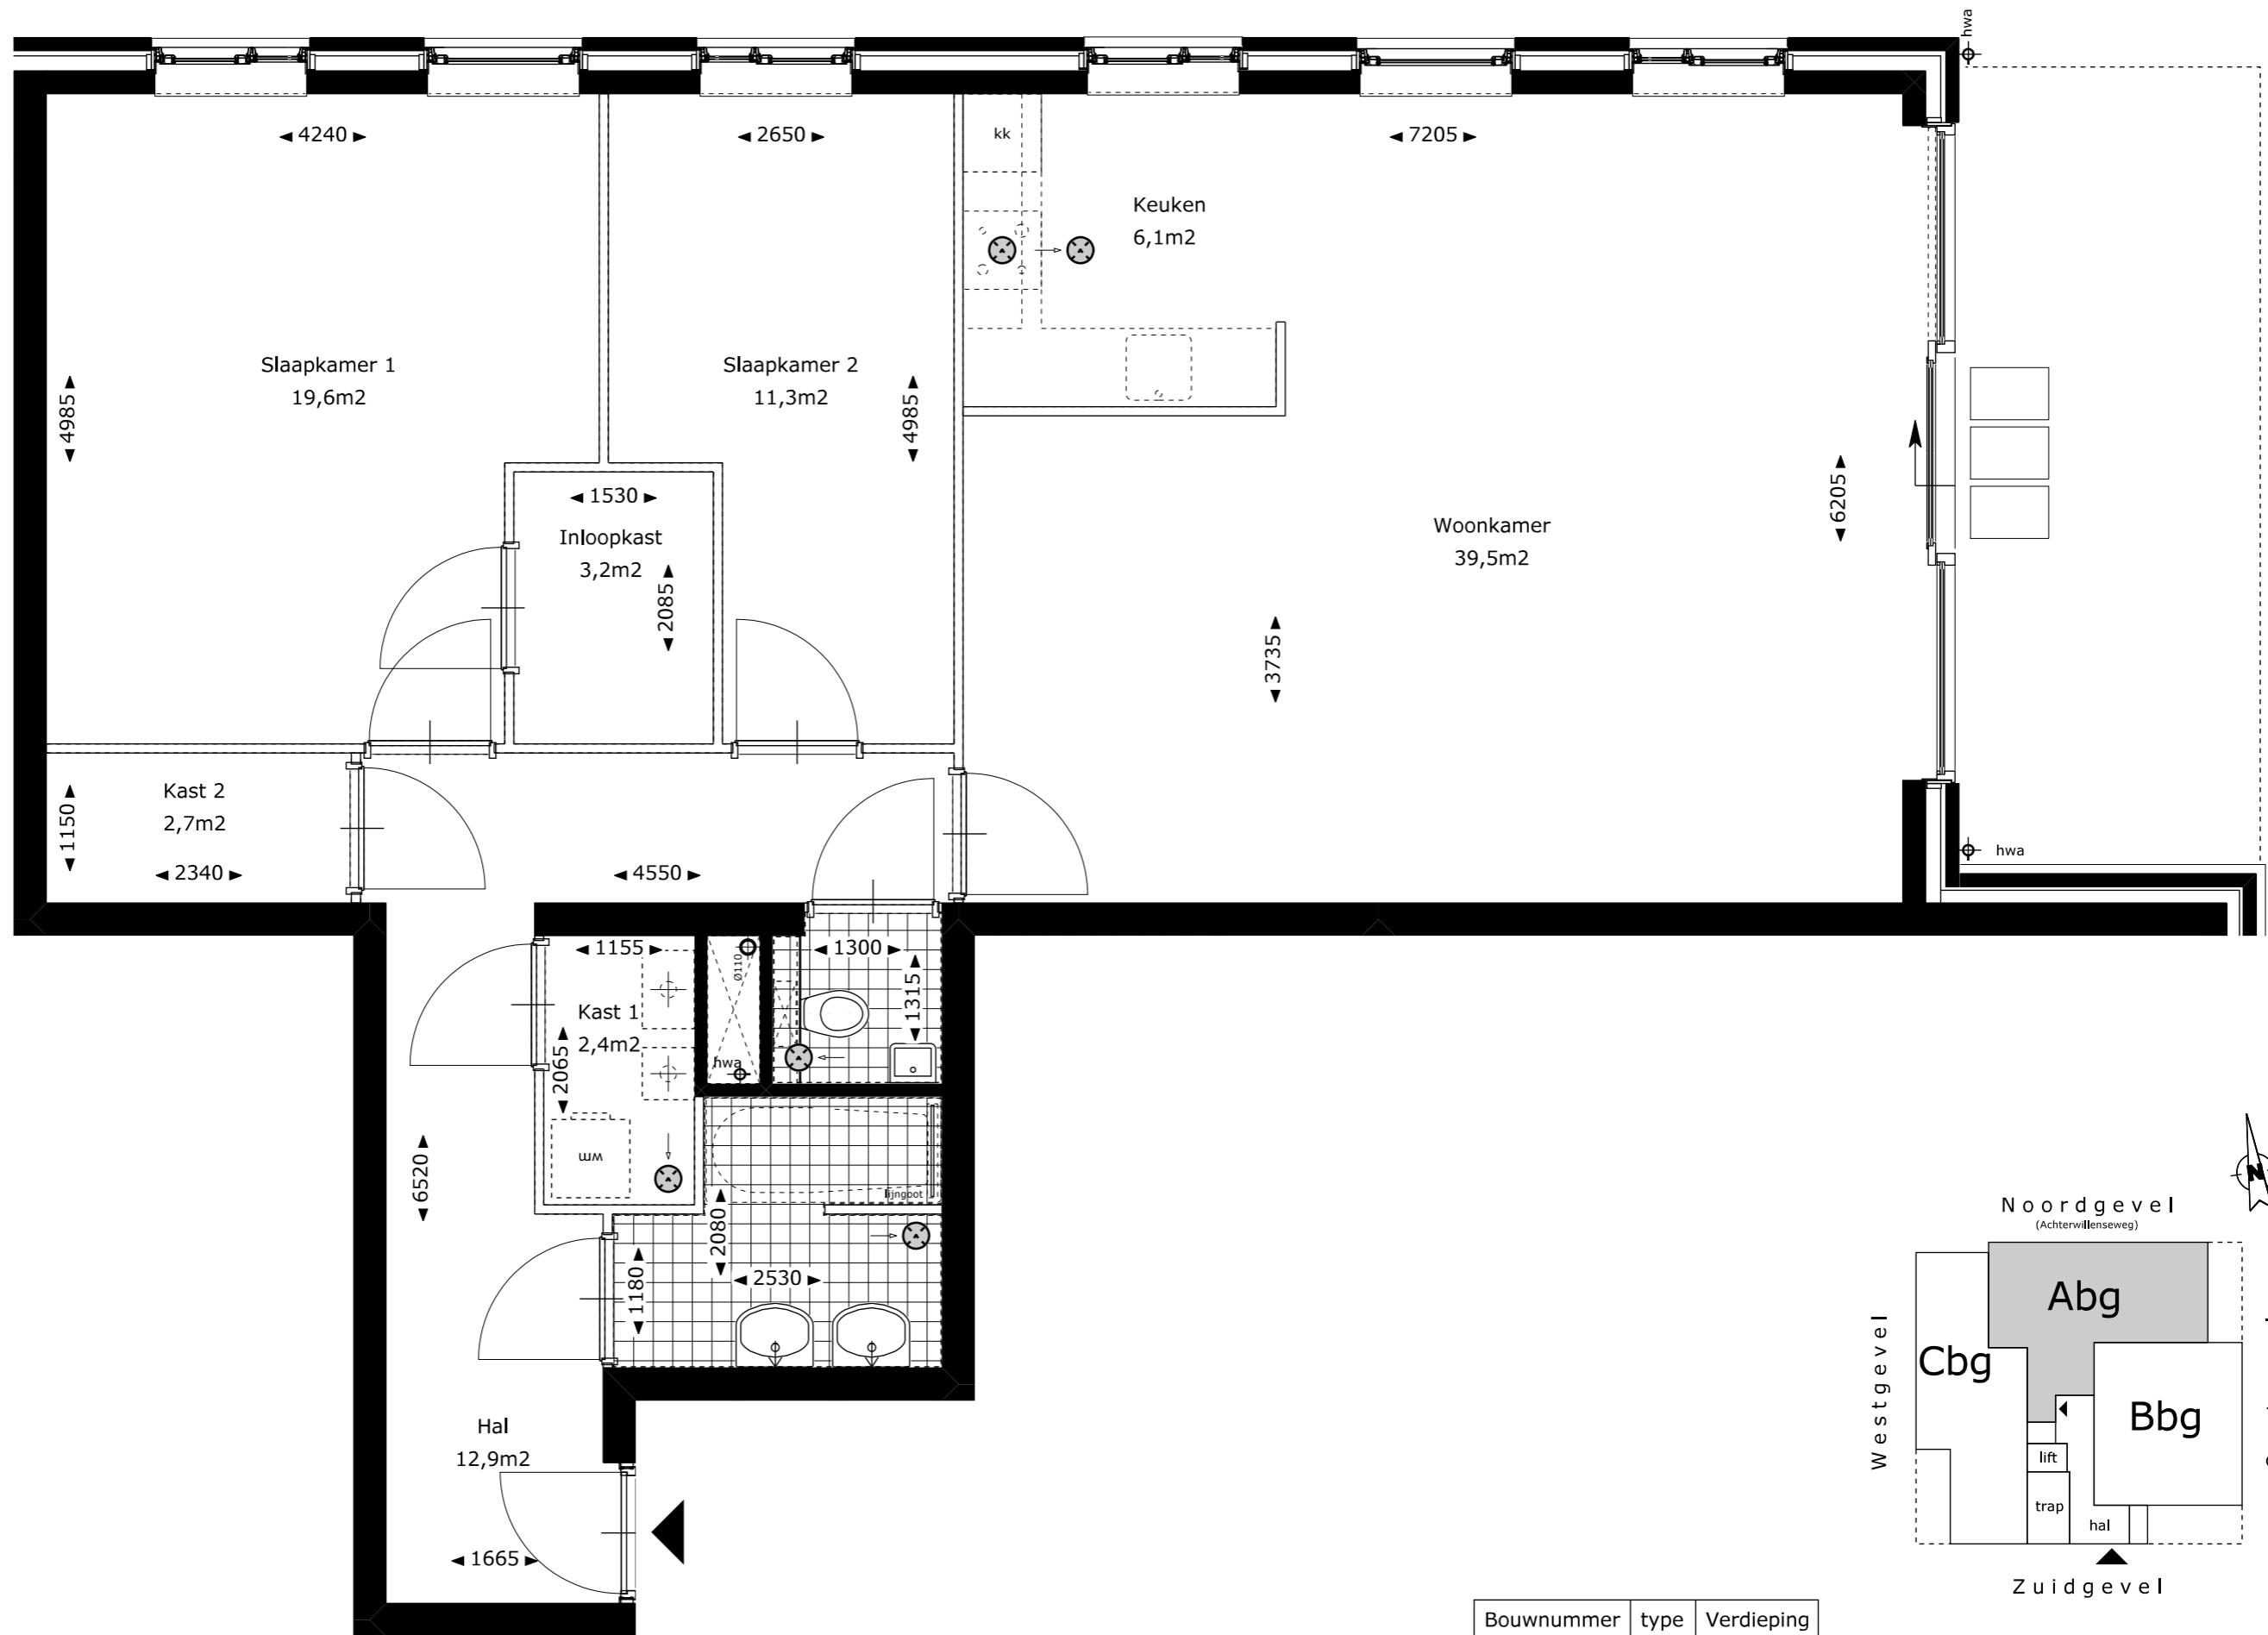 hwa
4240
2650
7205
kk
Keuken
6,1m2
Slaapkamer 1
19,6m2
Slaapkamer 2
11,3m2
4985
4985
1530
Inloopkast
3,2m2
2085
Woonkamer
39,5m2
6205
3735
Kast 2
2,7m2
1150
2340
4550
hwa
1155
Ø110
1300
1315
Kast 1
2,4m2
2065
hwa
wm
6520
lijngoot
2080
1180
2530
Hal
12,9m2
1665
N
Noordgevel
(Achterwillenseweg)
Westgevel
Abg
Cbg
Bbg
lift
trap
hal
Zuidgevel
Bouwnummer type Verdieping